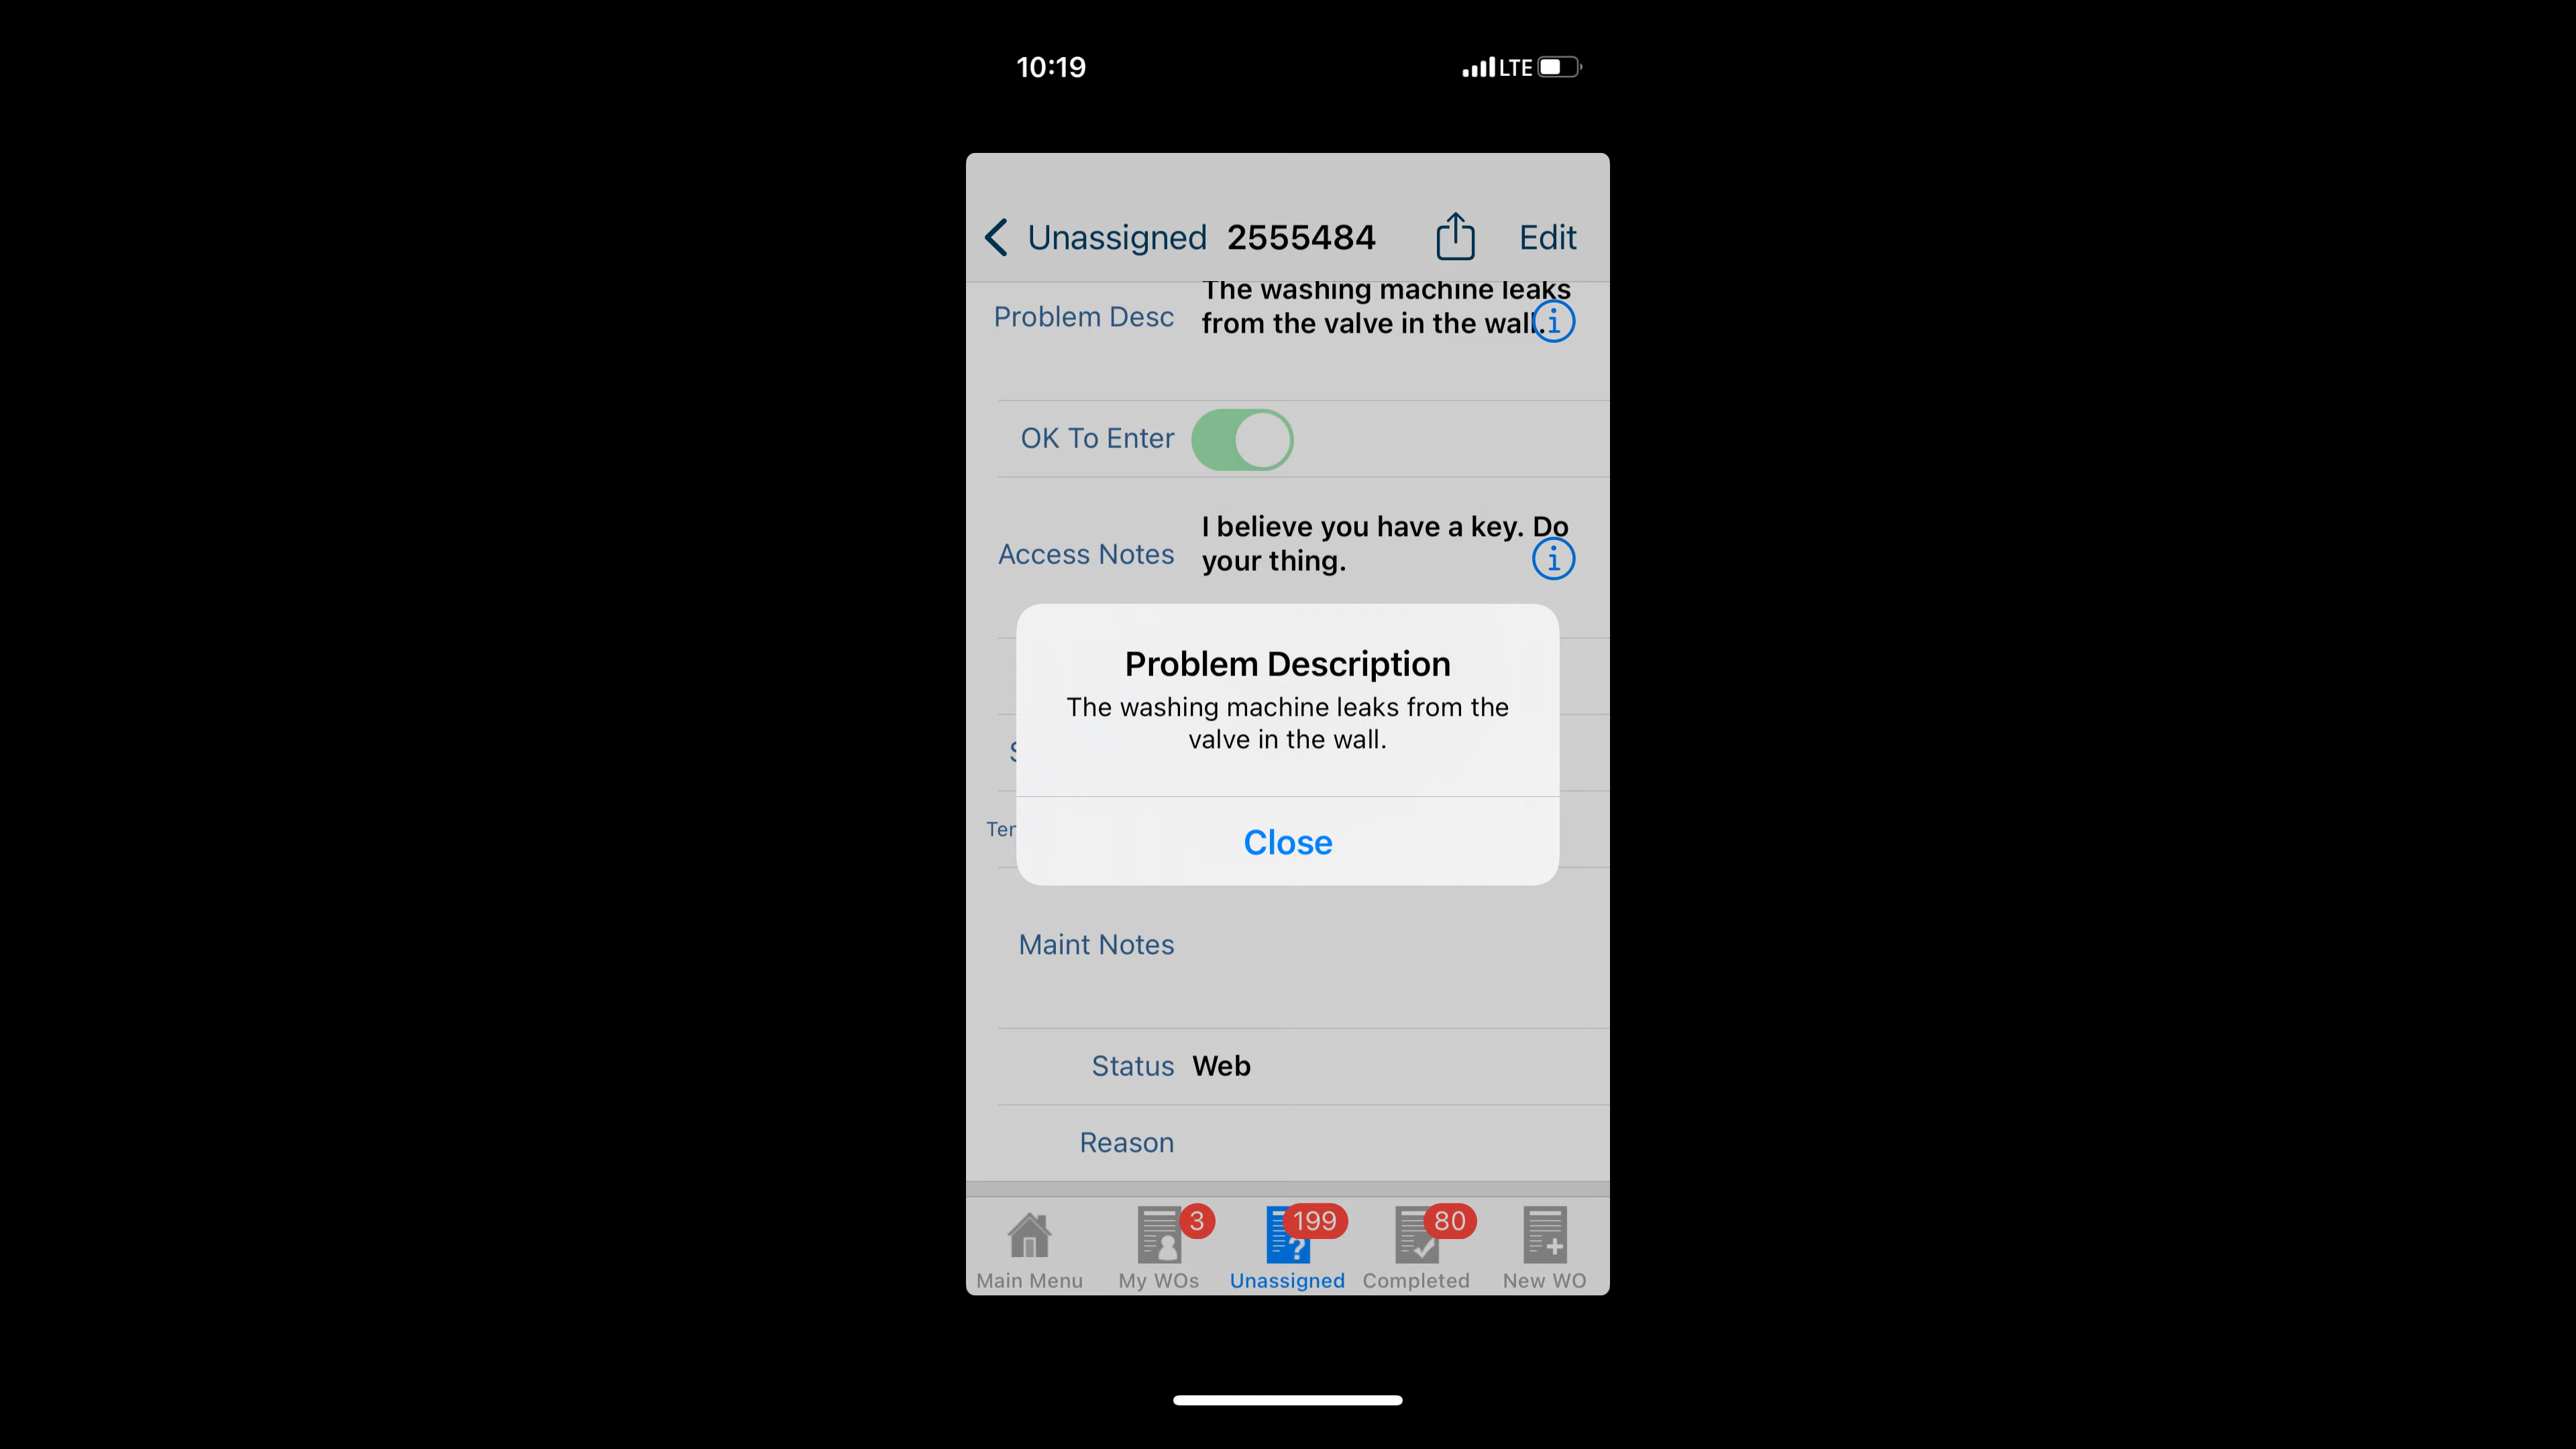 10:19
LTE
Unassigned 2555484 Edit
The washing machine leaks
Problem Desc
from the valve in the wall.
OK To Enter
I believe you have a key. Do
Access Notes
your thing.
Problem Description
The washing machine leaks from the
valve in the wall.
Close
Maint Notes
Status Web
Reason
3
199
80
Main Menu
My WOs
Unassigned
Completed
New WO